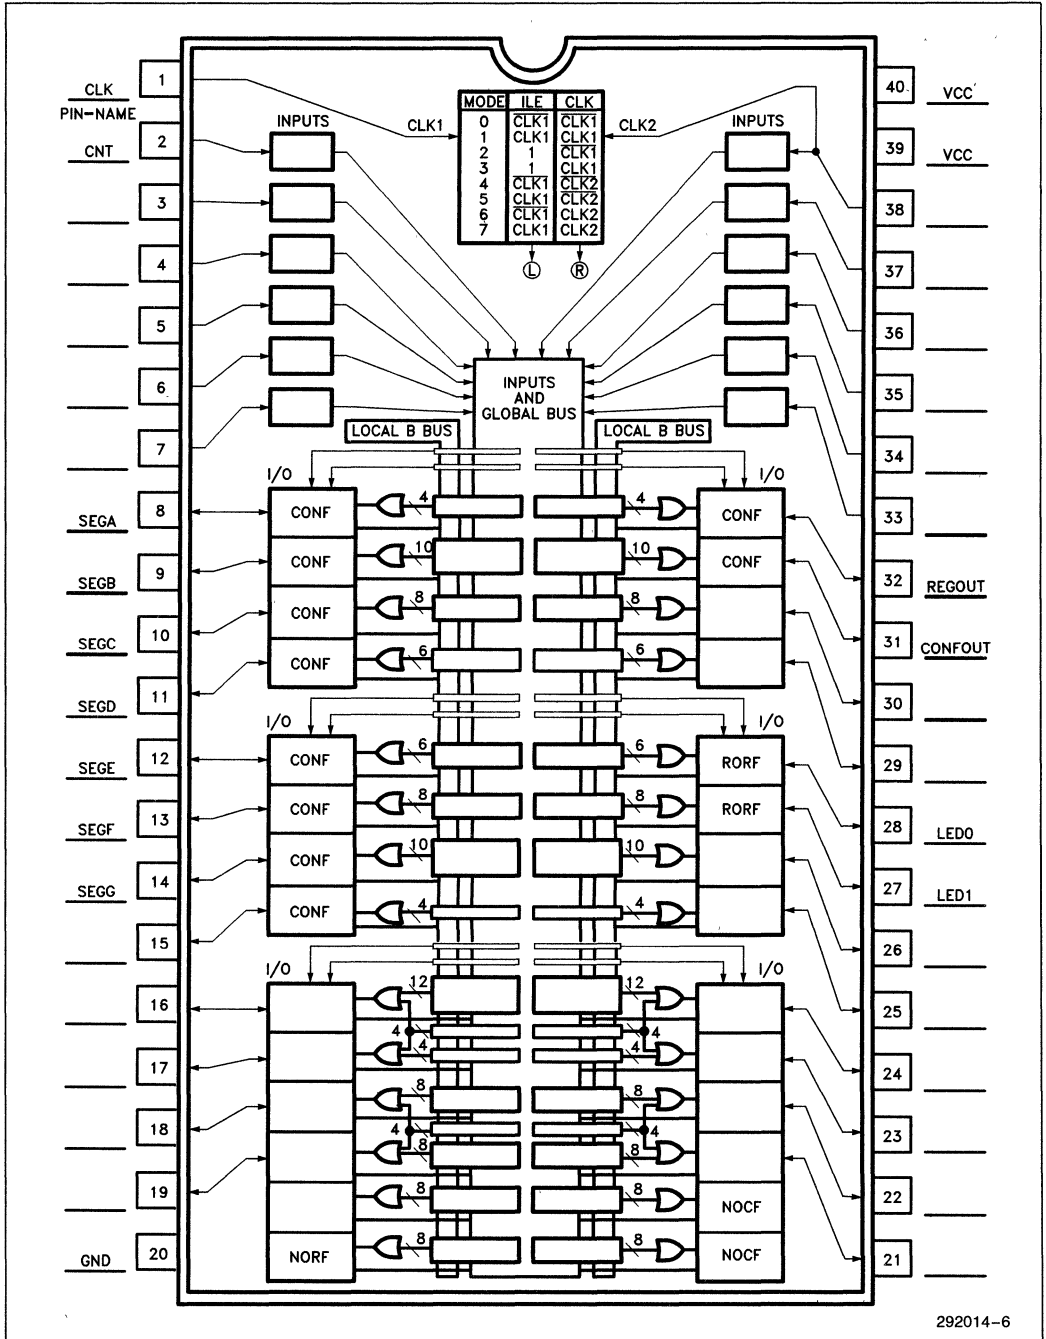 CLK 1
PIN-NAME
CNT 2
3
4
5
6
7
SEGA 8
SEGB 9
SEGC 10
SEGD 11
SEGE 12
SEGF 13
SEGG 14
15
16
17
18
19
GND 20
INPUTS
CLK1
MODE ILE CLK
0 CLK1 CLK1
1 CLK1 CLK1
2 1 CLK1
3 1 CLK1
4 CLK1 CLK2
5 CLK1 CLK2
6 CLK1 CLK2
7 CLK1 CLK2
L R
CLK2
INPUTS
INPUTS
AND
GLOBAL BUS
LOCAL B BUS LOCAL B BUS
I/O I/O
CONF 4 4 CONF
CONF 10 10 CONF
CONF 8 8
CONF 6 6
I/O I/O
CONF 6 6 RORF
CONF 8 8 RORF
CONF 10 10
CONF 4 4
I/O I/O
12 12
4 4
4 4
8 8
4 4
8 8
8 8 NOCF
NORF 8 8 NOCF
40 VCC
39 VCC
38
37
36
35
34
33
32 REGOUT
31 CONFOUT
30
29
28 LED0
27 LED1
26
25
24
23
22
21
292014-6